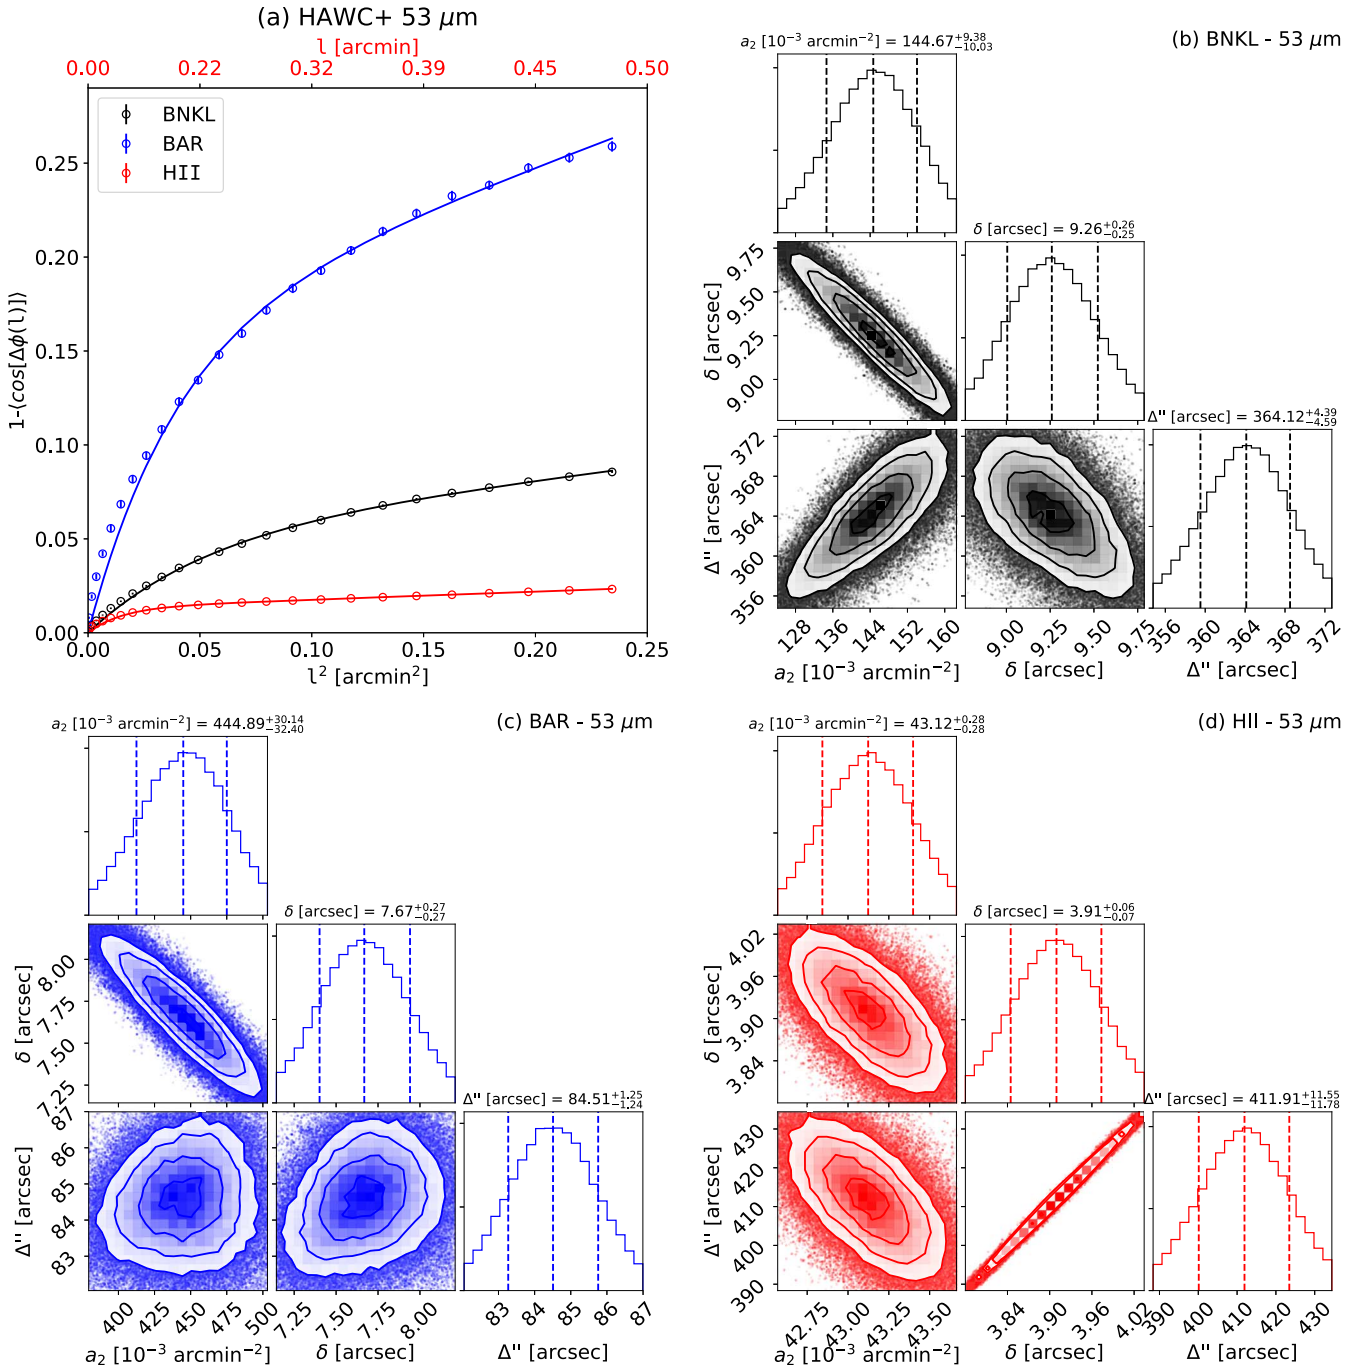 (a) HAWC+ 53 μm
l [arcmin]
0.00 0.22 0.32 0.39 0.45 0.50
BNKL
BAR
HII
1-⟨cos[Δϕ(l)]⟩
0.25
0.20
0.15
0.10
0.05
0.00
0.00 0.05 0.10 0.15 0.20 0.25
l² [arcmin²]
(b) BNKL - 53 μm
a₂ [10⁻³ arcmin⁻²] = 144.67 +9.38 −10.03
δ [arcsec] = 9.26 +0.26 −0.25
Δ'' [arcsec] = 364.12 +4.39 −4.59
δ [arcsec]
9.75
9.50
9.25
9.00
Δ'' [arcsec]
372
368
364
360
356
128 136 144 152 160
a₂ [10⁻³ arcmin⁻²]
9.00 9.25 9.50 9.75
δ [arcsec]
356 360 364 368 372
Δ'' [arcsec]
(c) BAR - 53 μm
a₂ [10⁻³ arcmin⁻²] = 444.89 +30.14 −32.40
δ [arcsec] = 7.67 +0.27 −0.27
Δ'' [arcsec] = 84.51 +1.25 −1.24
δ [arcsec]
8.00
7.75
7.50
7.25
Δ'' [arcsec]
87
86
85
84
83
400 425 450 475 500
a₂ [10⁻³ arcmin⁻²]
7.25 7.50 7.75 8.00
δ [arcsec]
83 84 85 86 87
Δ'' [arcsec]
(d) HII - 53 μm
a₂ [10⁻³ arcmin⁻²] = 43.12 +0.28 −0.28
δ [arcsec] = 3.91 +0.06 −0.07
Δ'' [arcsec] = 411.91 +11.55 −11.78
δ [arcsec]
4.02
3.96
3.90
3.84
Δ'' [arcsec]
430
420
410
400
390
42.75 43.00 43.25 43.50
a₂ [10⁻³ arcmin⁻²]
3.84 3.90 3.96 4.02
δ [arcsec]
390 400 410 420 430
Δ'' [arcsec]